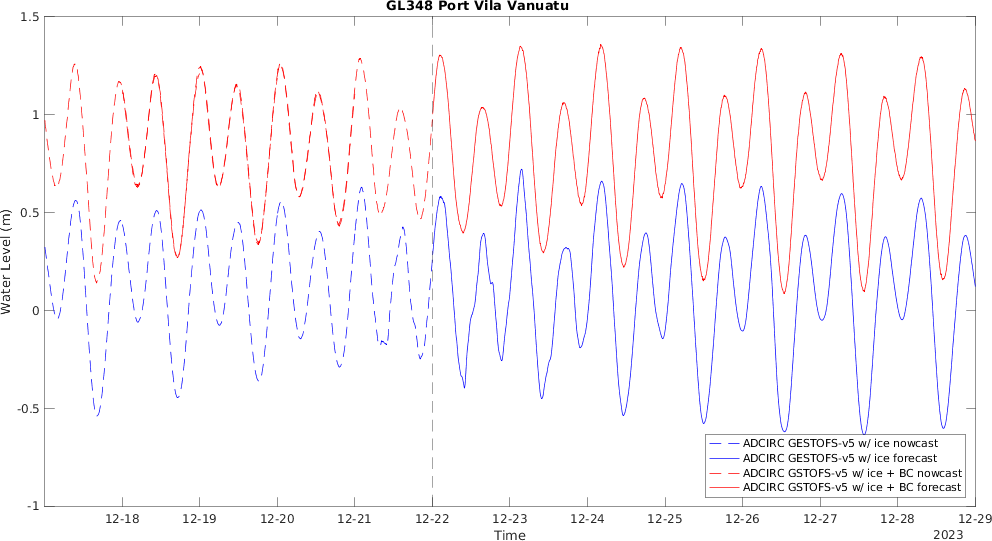 GL348 Port Vila Vanuatu
1.5
1
0.5
0
-0.5
-1
Water Level (m)
ADCIRC GESTOFS-v5 w/ ice nowcast
ADCIRC GESTOFS-v5 w/ ice forecast
ADCIRC GSTOFS-v5 w/ ice + BC nowcast
ADCIRC GSTOFS-v5 w/ ice + BC forecast
12-18 12-19 12-20 12-21 12-22 12-23 12-24 12-25 12-26 12-27 12-28 12-29
Time
2023